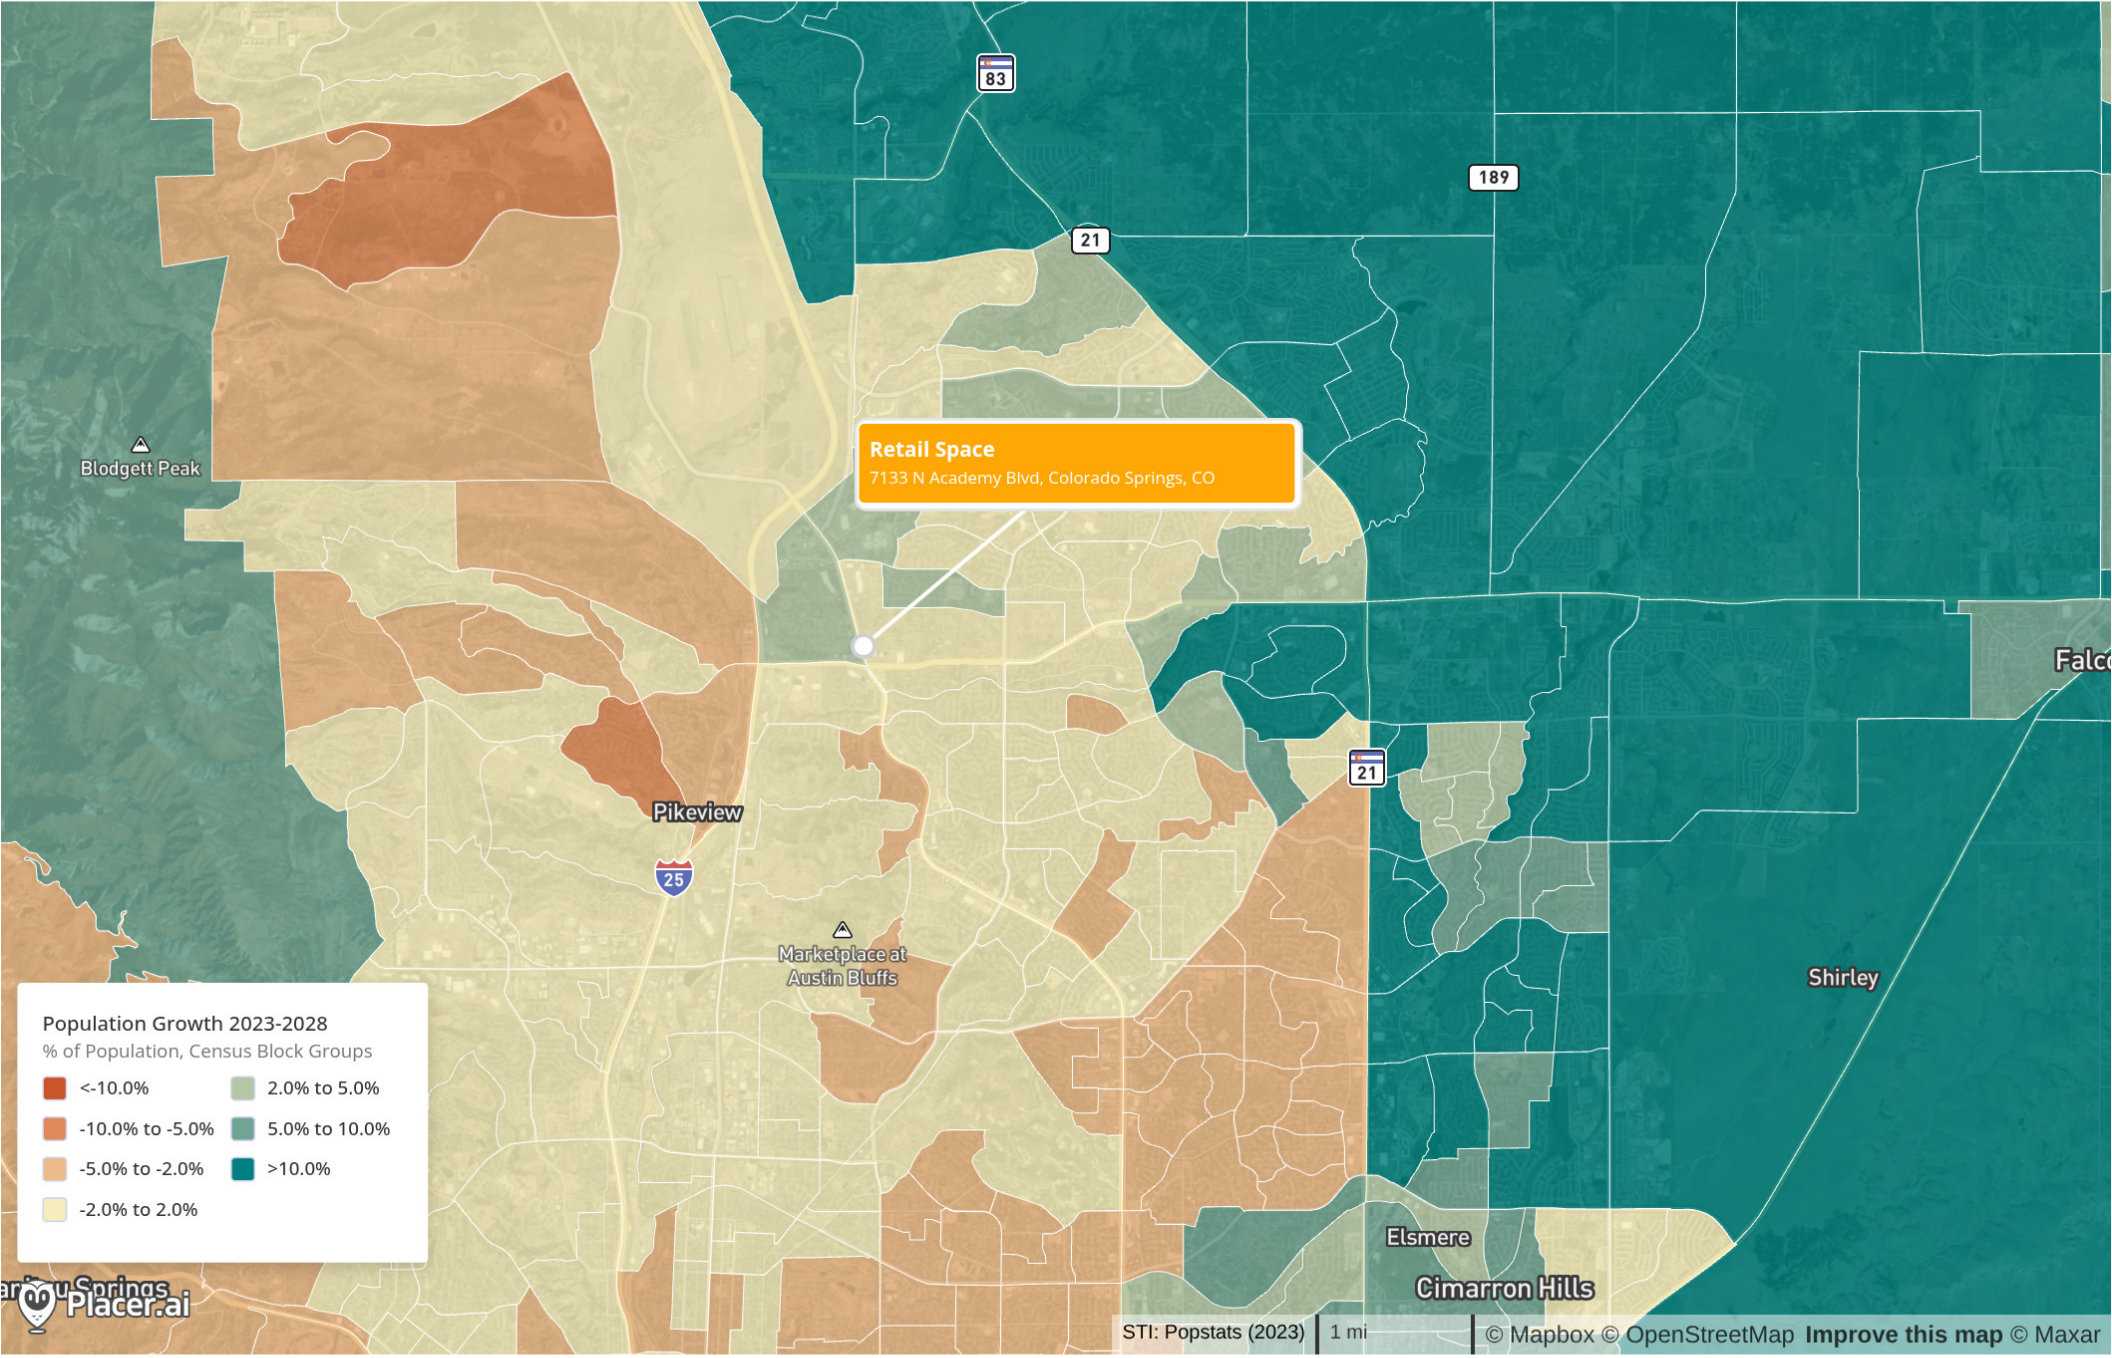 83
189
21
Retail Space
7133 N Academy Blvd, Colorado Springs, CO
Blodgett Peak
21
Pikeview
25
Marketplace at
Austin Bluffs
Shirley
Population Growth 2023-2028
% of Population, Census Block Groups
<-10.0%
2.0% to 5.0%
-10.0% to -5.0%
5.0% to 10.0%
-5.0% to -2.0%
>10.0%
-2.0% to 2.0%
Elsmere
Cimarron Hills
Springs
Placer.ai
STI: Popstats (2023)
1 mi
© Mapbox © OpenStreetMap Improve this map © Maxar